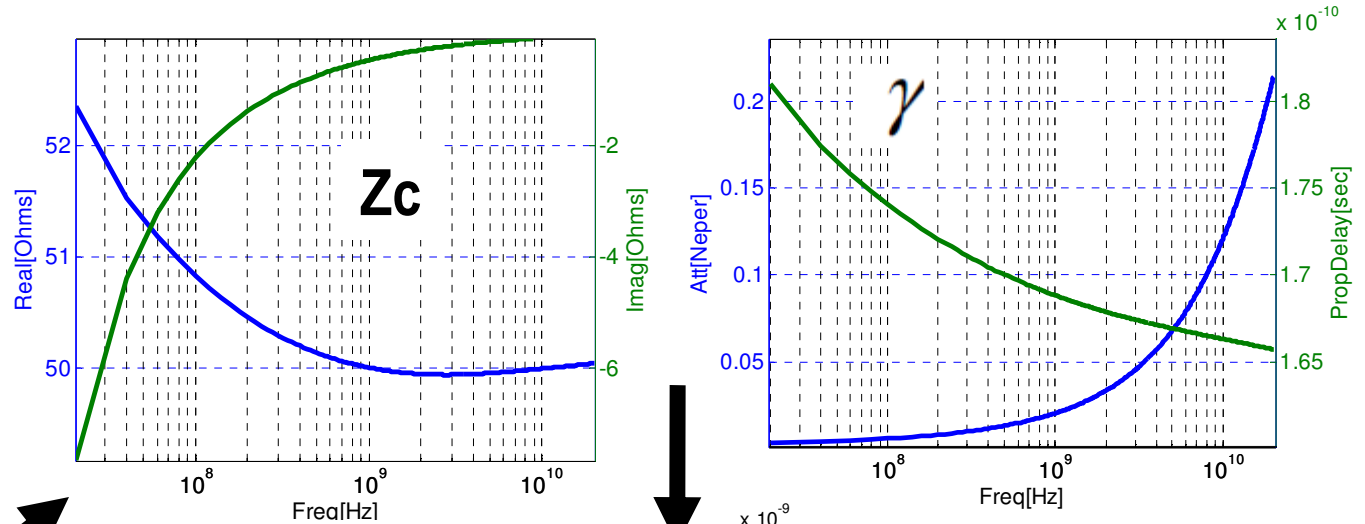 x 10^-10
52
51
50
Real[Ohms]
-2
-4
-6
Imag[Ohms]
Zc
10^8
10^9
10^10
Freq[Hz]
0.2
0.15
0.1
0.05
Att[Neper]
γ
1.8
1.75
1.7
1.65
PropDelay[sec]
10^8
10^9
10^10
Freq[Hz]
x 10^-9